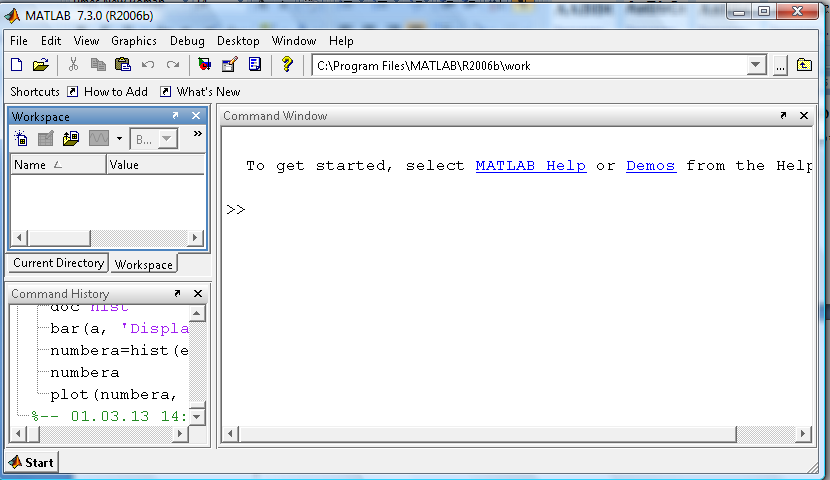 MATLAB 7.3.0 (R2006b)
File Edit View Graphics Debug Desktop Window Help
C:\Program Files\MATLAB\R2006b\work
...
Shortcuts How to Add What's New
Workspace
B...
Name Value
Current Directory Workspace
Command History
doc hist
bar(a, 'Displa
numbera=hist(e
numbera
plot(numbera,
%-- 01.03.13 14:
Command Window
To get started, select MATLAB Help or Demos from the Help
>>
Start